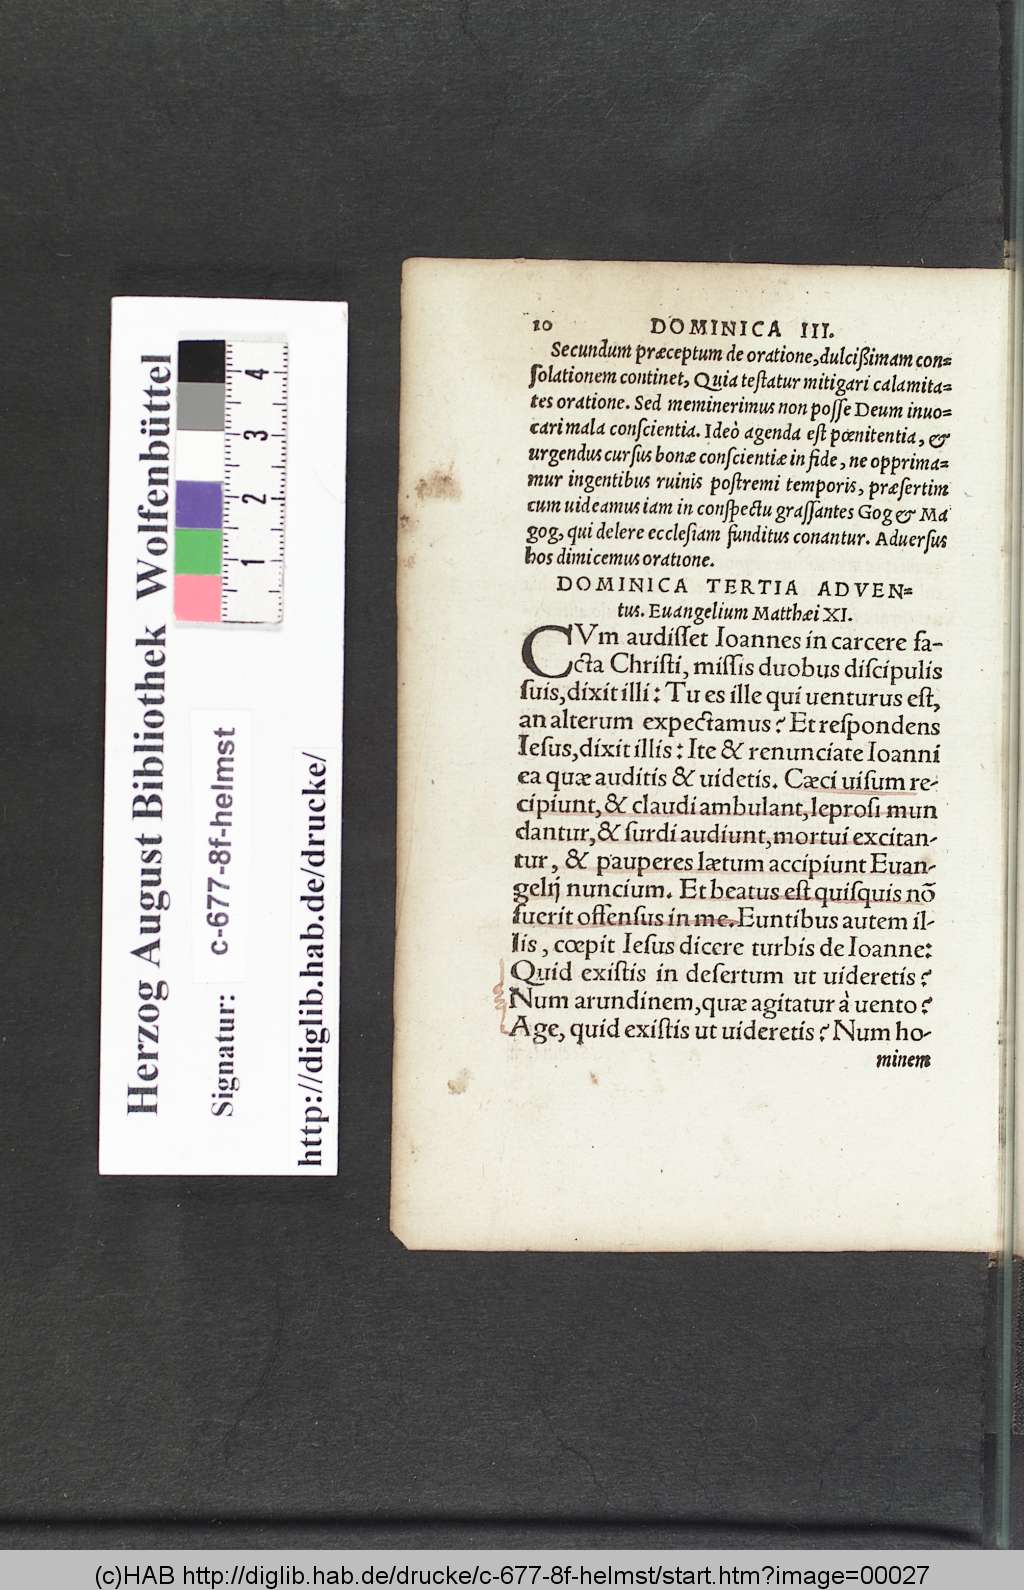 10 DOMINICA III.
Secundum præceptum de oratione, dulcißimam con=
ſolationem continet, Quia teſtatur mitigari calamita=
tes oratione. Sed meminerimus non poſſe Deum inuo=
cari mala conſcientia. Ideò agenda eſt pœnitentia, &
urgendus curſus bonæ conſcientiæ in fide, ne opprima=
mur ingentibus ruinis poſtremi temporis, præſertim
cum uideamus iam in conſpectu graſſantes Gog & Ma
gog, qui delere eccleſiam funditus conantur. Aduerſus
hos dimicemus oratione.
DOMINICA TERTIA ADVEN=
tus. Euangelium Matthæi XI.
CVm audiſſet Ioannes in carcere fa-
cta Chriſti, miſſis duobus diſcipulis
ſuis, dixit illi: Tu es ille qui uenturus eſt,
an alterum expectamus? Et reſpondens
Ieſus, dixit illis: Ite & renunciate Ioanni
ea quæ auditis & uidetis. Cæci uiſum re-
cipiunt, & claudi ambulant, leproſi mun
dantur, & ſurdi audiunt, mortui excitan-
tur, & pauperes lætum accipiunt Euan-
gelij nuncium. Et beatus eſt quiſquis nõ
fuerit offenſus in me. Euntibus autem il-
lis, cœpit Ieſus dicere turbis de Ioanne:
Quid exiſtis in deſertum ut uideretis?
Num arundinem, quæ agitatur à uento?
Age, quid exiſtis ut uideretis? Num ho-
minem
Herzog August Bibliothek Wolfenbüttel
Signatur: c-677-8f-helmst
http://diglib.hab.de/drucke/
1 2 3 4
(c)HAB http://diglib.hab.de/drucke/c-677-8f-helmst/start.htm?image=00027